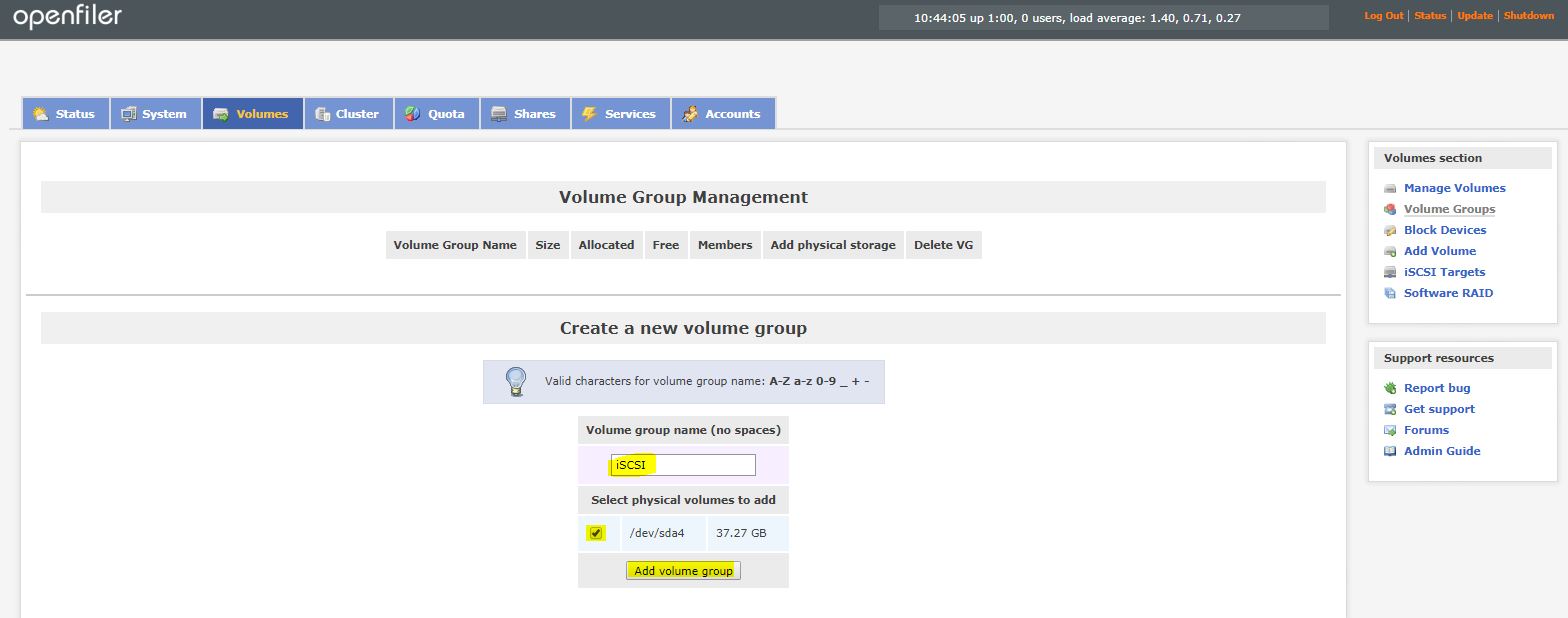 openfiler
10:44:05 up 1:00, 0 users, load average: 1.40, 0.71, 0.27
Log Out | Status | Update | Shutdown
Status System Volumes Cluster Quota Shares Services Accounts
Volume Group Management
Volume Group Name Size Allocated Free Members Add physical storage Delete VG
Create a new volume group
Valid characters for volume group name: A-Z a-z 0-9 _ + -
Volume group name (no spaces)
iSCSI
Select physical volumes to add
/dev/sda4 37.27 GB
Add volume group
Volumes section
Manage Volumes
Volume Groups
Block Devices
Add Volume
iSCSI Targets
Software RAID
Support resources
Report bug
Get support
Forums
Admin Guide